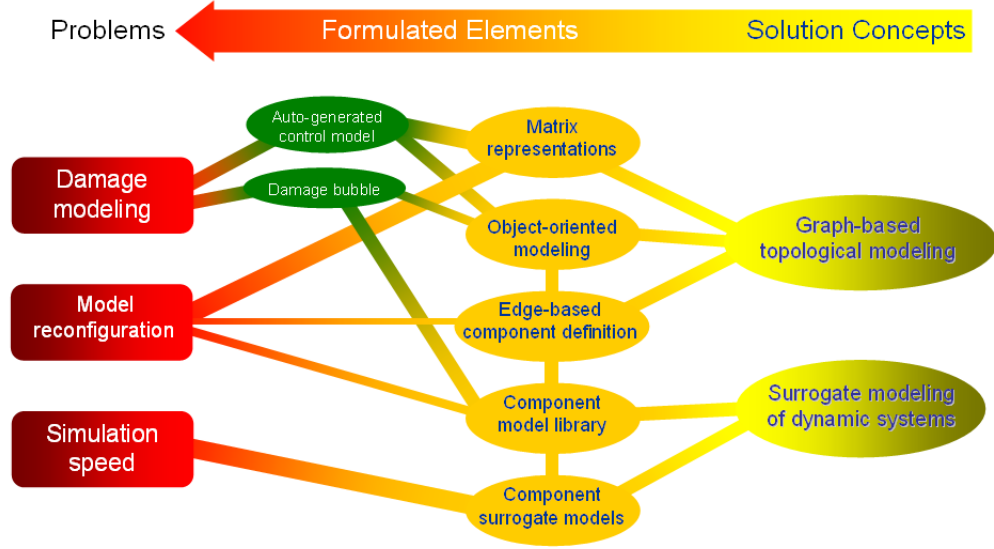 Problems
Formulated Elements
Solution Concepts
Auto-generated
control model
Matrix
representations
Damage
modeling
Damage bubble
Object-oriented
modeling
Graph-based
topological modeling
Model
reconfiguration
Edge-based
component definition
Component
model library
Surrogate modeling
of dynamic systems
Simulation
speed
Component
surrogate models